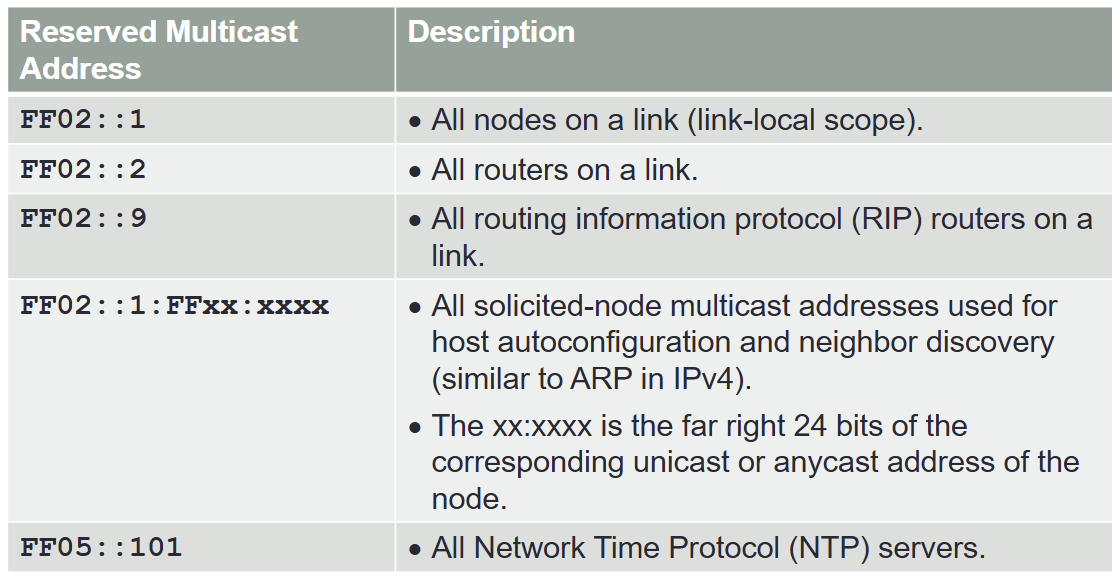 Reserved Multicast
Address
Description
FF02::1
• All nodes on a link (link-local scope).
FF02::2
• All routers on a link.
FF02::9
• All routing information protocol (RIP) routers on a
link.
FF02::1:FFxx:xxxx
• All solicited-node multicast addresses used for
host autoconfiguration and neighbor discovery
(similar to ARP in IPv4).
• The xx:xxxx is the far right 24 bits of the
corresponding unicast or anycast address of the
node.
FF05::101
• All Network Time Protocol (NTP) servers.